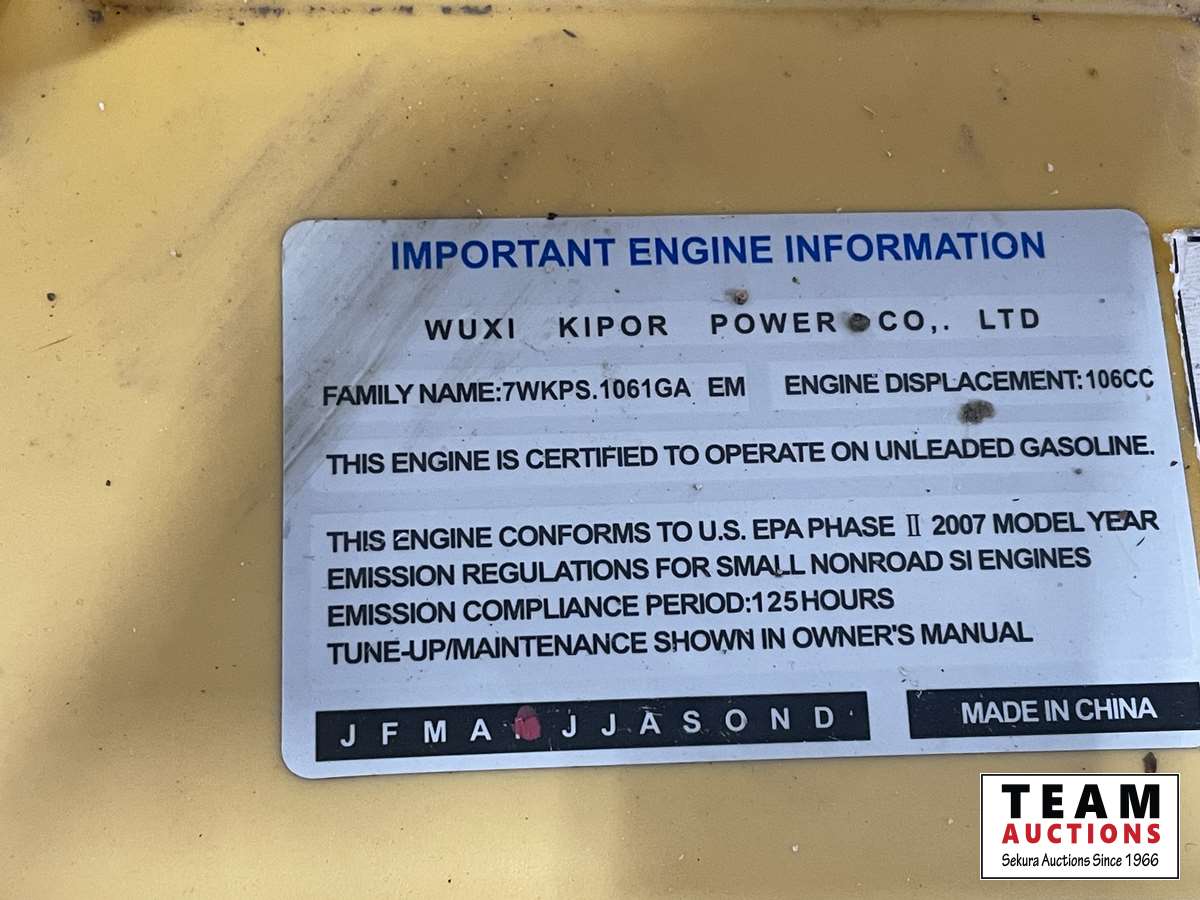 IMPORTANT ENGINE INFORMATION
WUXI KIPOR POWER CO,. LTD
FAMILY NAME:7WKPS.1061GA EM ENGINE DISPLACEMENT:106CC
THIS ENGINE IS CERTIFIED TO OPERATE ON UNLEADED GASOLINE.
THIS ENGINE CONFORMS TO U.S. EPA PHASE Ⅱ 2007 MODEL YEAR
EMISSION REGULATIONS FOR SMALL NONROAD SI ENGINES
EMISSION COMPLIANCE PERIOD:125HOURS
TUNE-UP/MAINTENANCE SHOWN IN OWNER'S MANUAL
J F M A J J A S O N D MADE IN CHINA
TEAM
AUCTIONS
Sekura Auctions Since 1966